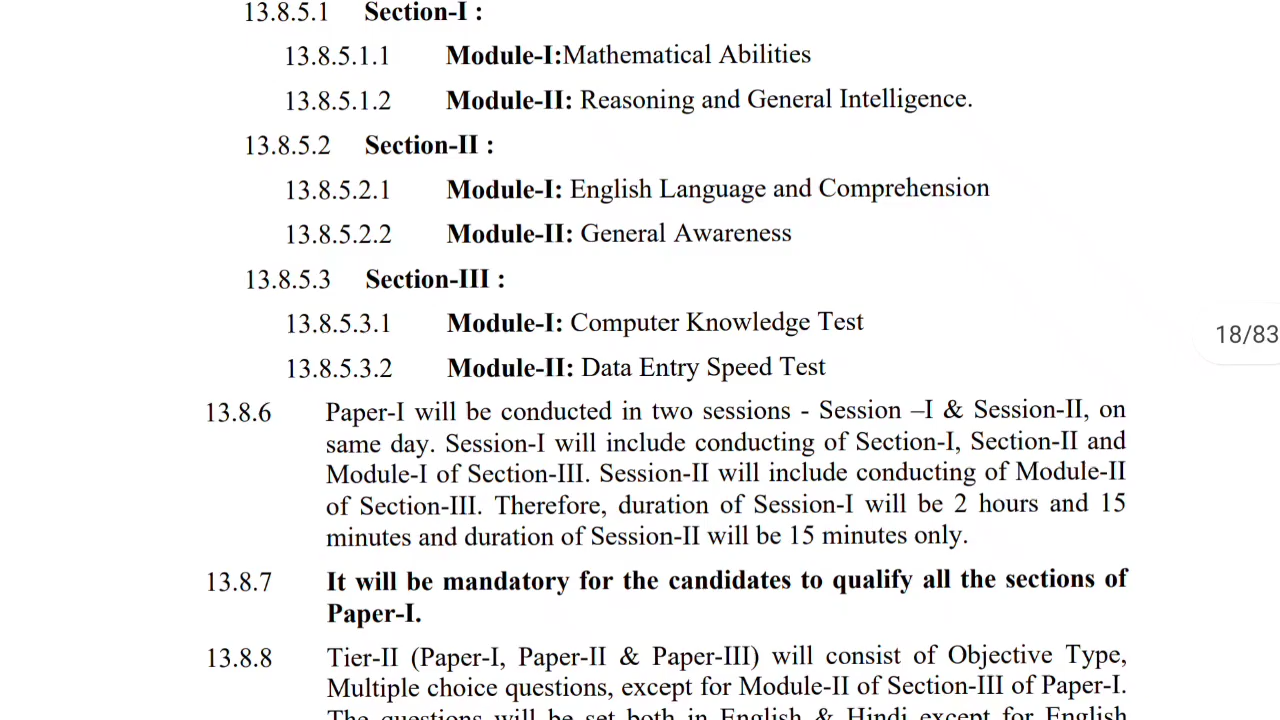 13.8.5.1 Section-I :
13.8.5.1.1 Module-I:Mathematical Abilities
13.8.5.1.2 Module-II: Reasoning and General Intelligence.
13.8.5.2 Section-II :
13.8.5.2.1 Module-I: English Language and Comprehension
13.8.5.2.2 Module-II: General Awareness
13.8.5.3 Section-III :
18/83
13.8.5.3.1 Module-I: Computer Knowledge Test
13.8.5.3.2 Module-II: Data Entry Speed Test
13.8.6 Paper-I will be conducted in two sessions - Session –I & Session-II, on
same day. Session-I will include conducting of Section-I, Section-II and
Module-I of Section-III. Session-II will include conducting of Module-II
of Section-III. Therefore, duration of Session-I will be 2 hours and 15
minutes and duration of Session-II will be 15 minutes only.
13.8.7 It will be mandatory for the candidates to qualify all the sections of
Paper-I.
13.8.8 Tier-II (Paper-I, Paper-II & Paper-III) will consist of Objective Type,
Multiple choice questions, except for Module-II of Section-III of Paper-I.
The questions will be set both in English & Hindi except for English